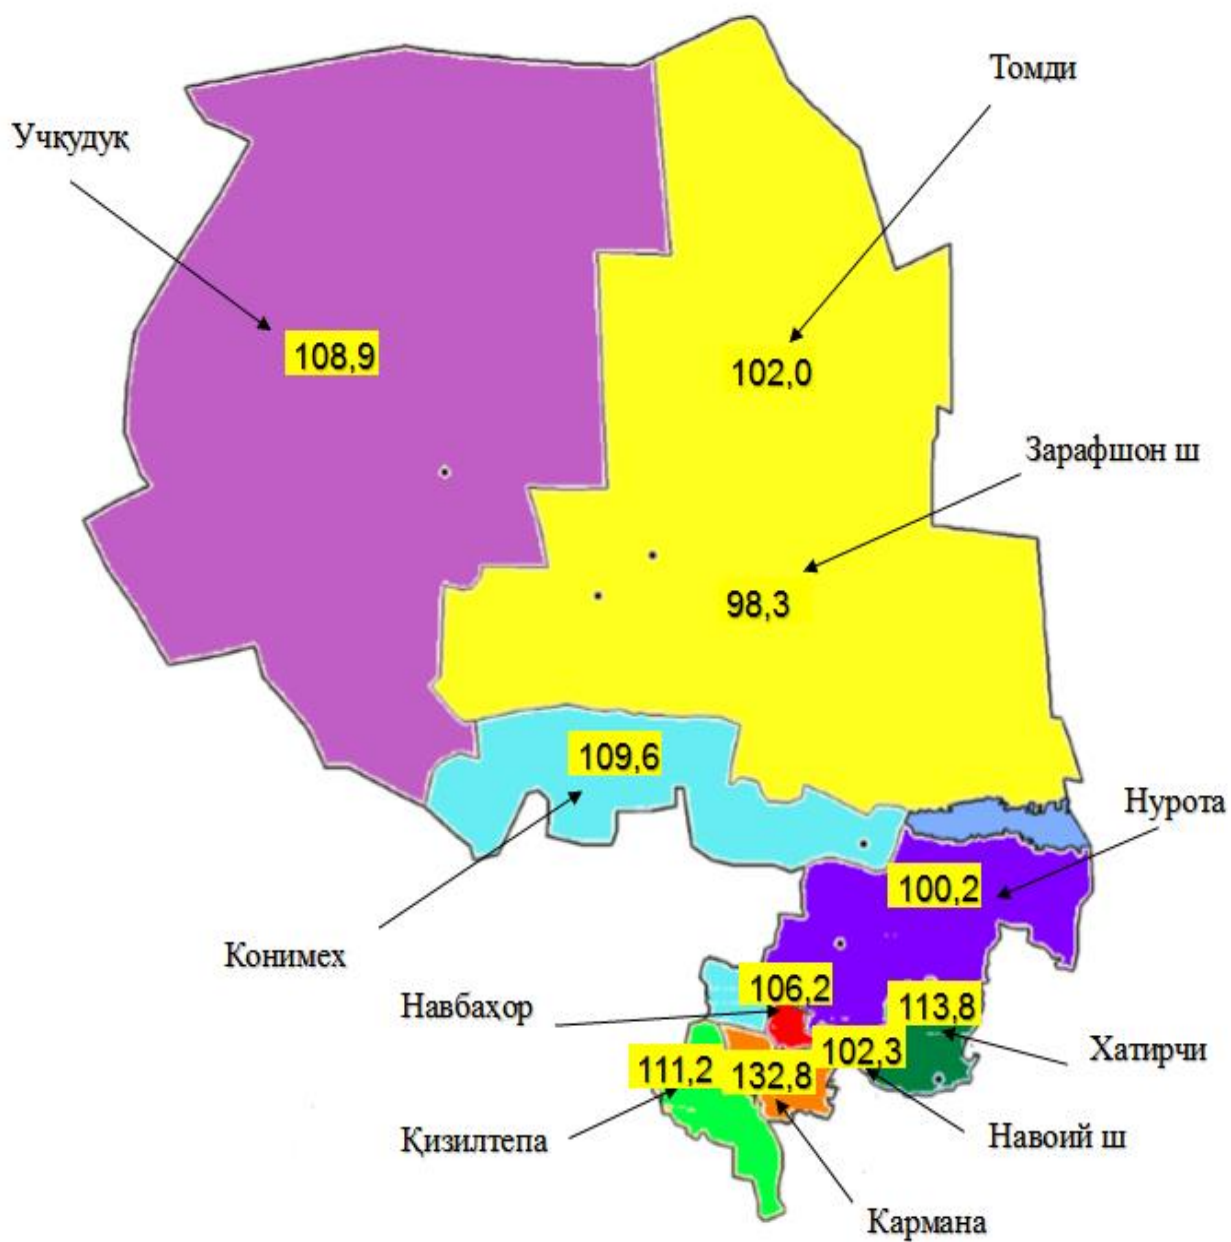 Томди
Учқудуқ
108,9
102,0
Зарафшон ш
98,3
109,6
Нурота
100,2
Конимех
Навбаҳор
106,2
113,8
102,3
Хатирчи
111,2
132,8
Қизилтепа
Навоий ш
Кармана